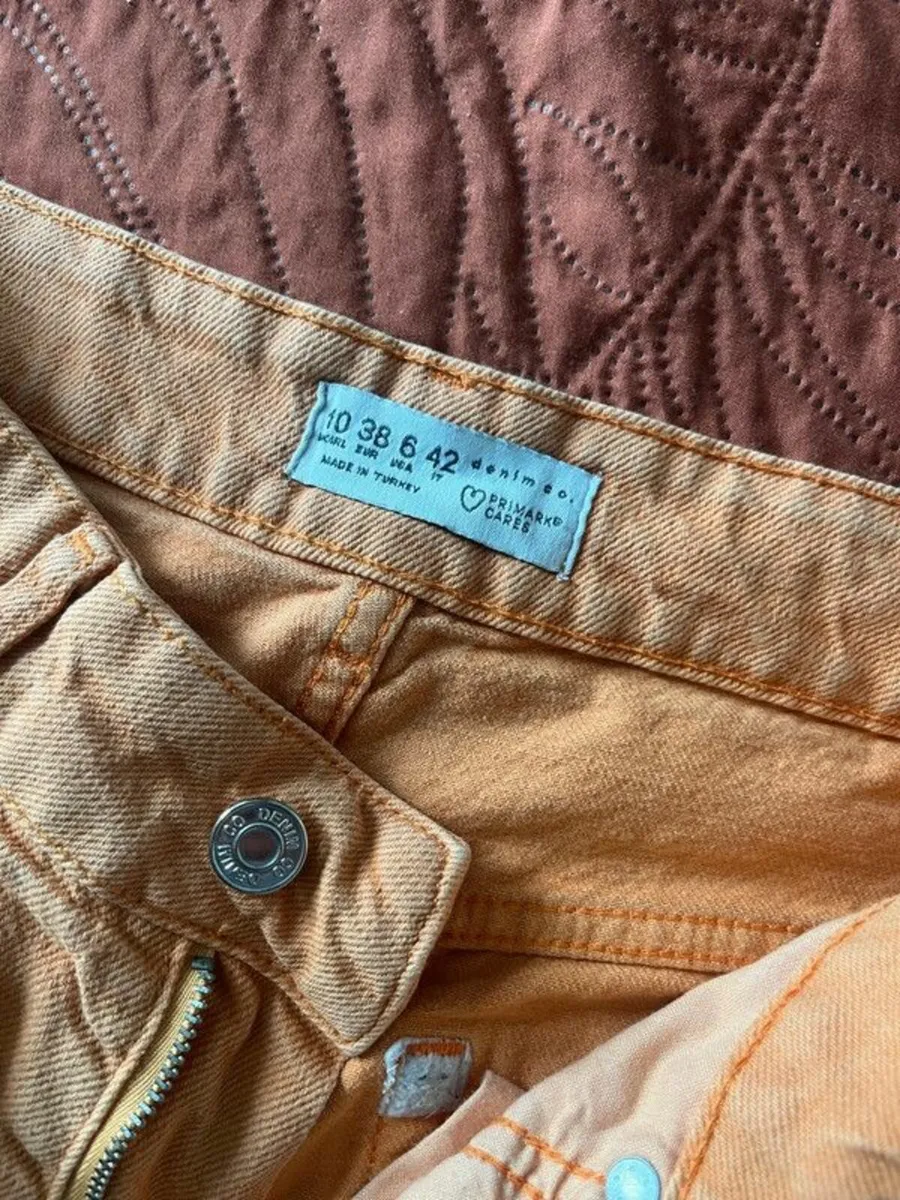 10 38 6 42 denim co.
UK/IRL EUR USA IT
MADE IN TURKEY
PRIMARK®
CARES
DENIM CO DENIM CO